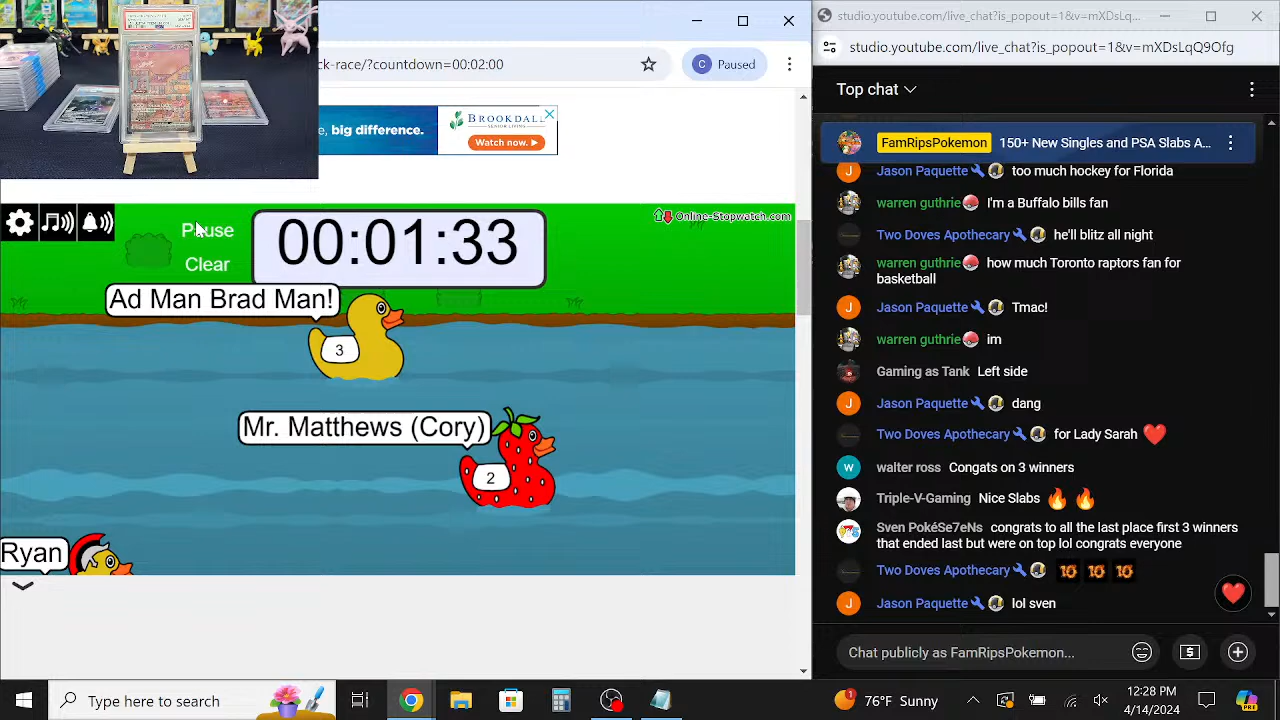 ck-race/?countdown=00:02:00
C Paused
studio.youtube.com/live_chat?is_popout=1&v=mXDsLqQ9Ofg
Top chat
FamRipsPokemon 150+ New Singles and PSA slabs...
Jason Paquette too much hockey for Florida
warren guthrie I'm a Buffalo bills fan
Two Doves Apothecary he'll blitz all night
warren guthrie how much Toronto raptors fan for
basketball
Jason Paquette Tmac!
warren guthrie im
Gaming as Tank Left side
Jason Paquette dang
Two Doves Apothecary for Lady Sarah
walter ross Congats on 3 winners
Triple-V-Gaming Nice Slabs
Sven PokéSe7eNs congrats to all the last place first 3 winners
that ended last but were on top lol congrats everyone
Two Doves Apothecary
Jason Paquette lol sven
Chat publicly as FamRipsPokemon...
e, big difference.
BROOKDALE
SENIOR LIVING
Watch now.
Pause
Clear
00:01:33
Online-Stopwatch.com
Ad Man Brad Man!
3
Mr. Matthews (Cory)
2
Ryan
Type here to search
1
76°F Sunny
12:28 PM
4/14/2024